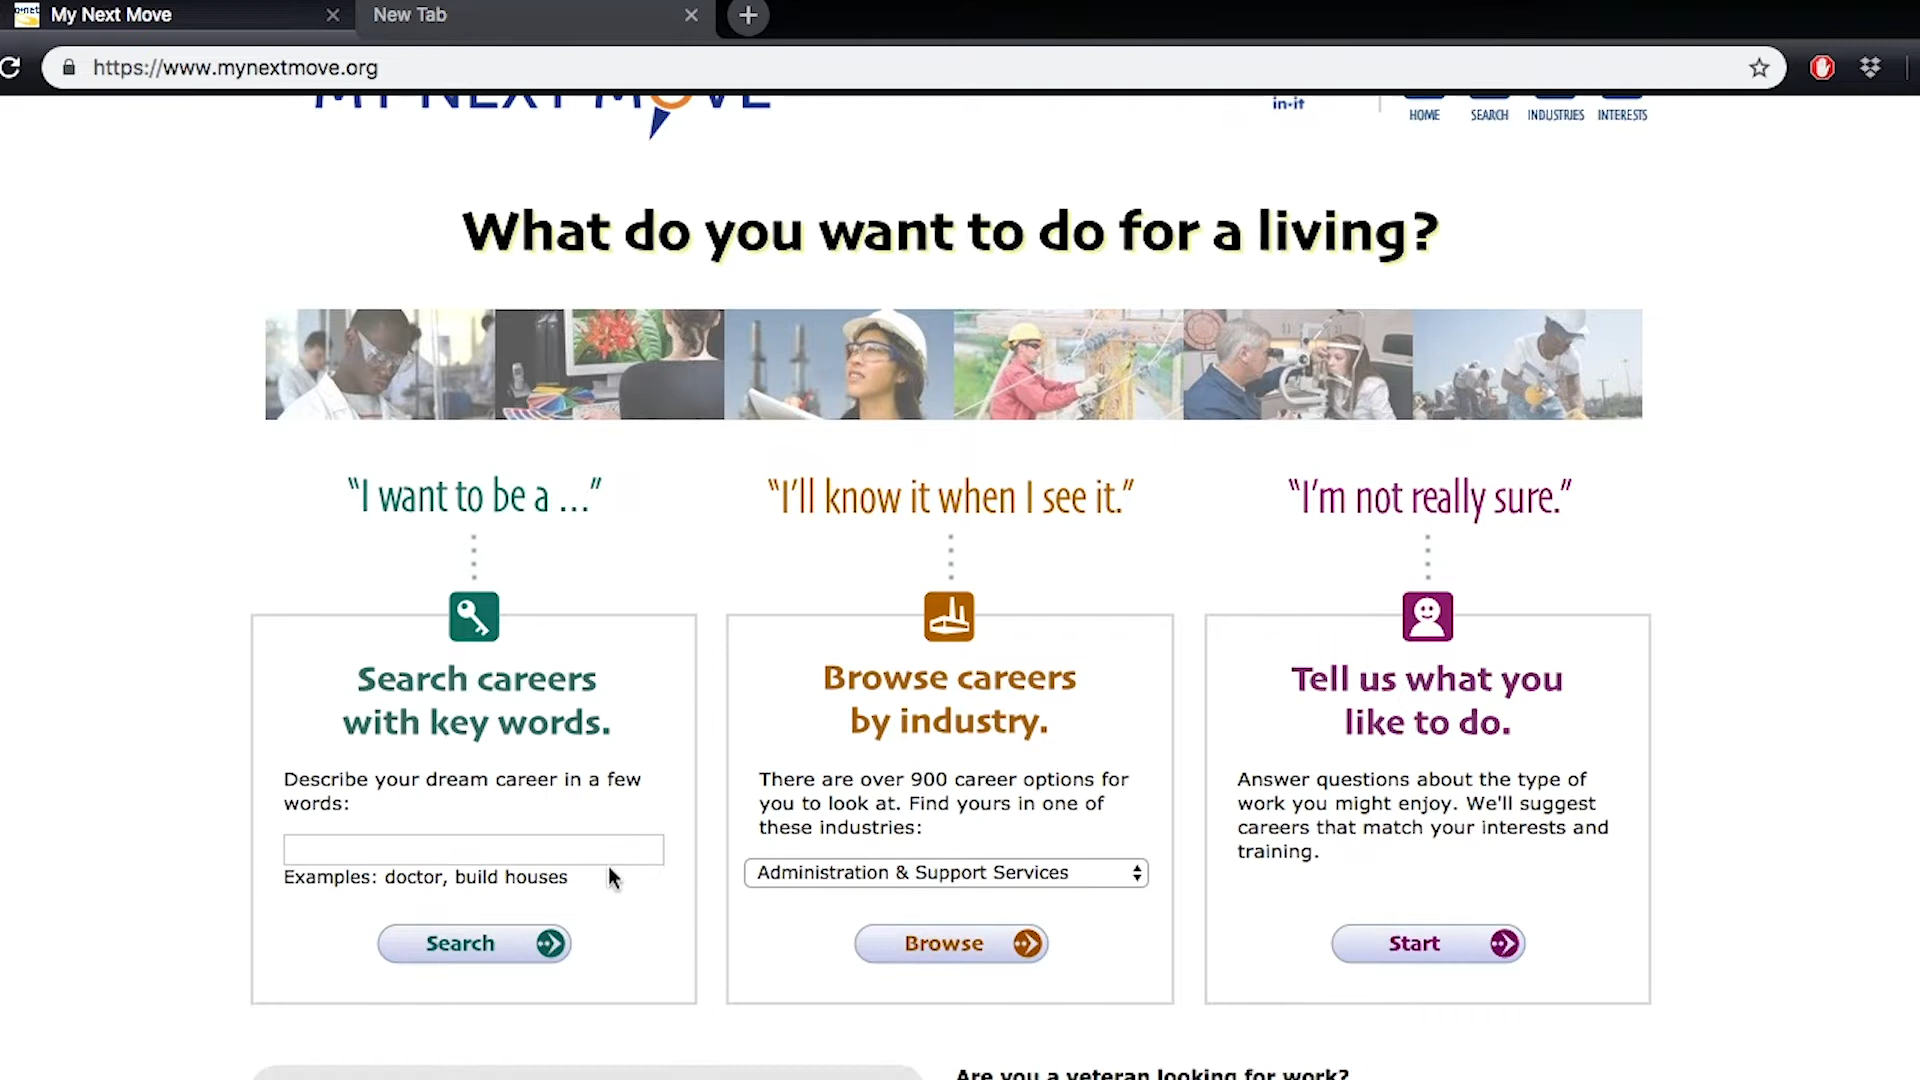 My Next Move
New Tab
https://www.mynextmove.org
MY NEXT MOVE
in-it
HOME SEARCH INDUSTRIES INTERESTS
What do you want to do for a living?
“I want to be a ...”
“I’ll know it when I see it.”
“I’m not really sure.”
Search careers
with key words.
Describe your dream career in a few
words:
Examples: doctor, build houses
Search
Browse careers
by industry.
There are over 900 career options for
you to look at. Find yours in one of
these industries:
Administration & Support Services
Browse
Tell us what you
like to do.
Answer questions about the type of
work you might enjoy. We'll suggest
careers that match your interests and
training.
Start
Are you a veteran looking for work?